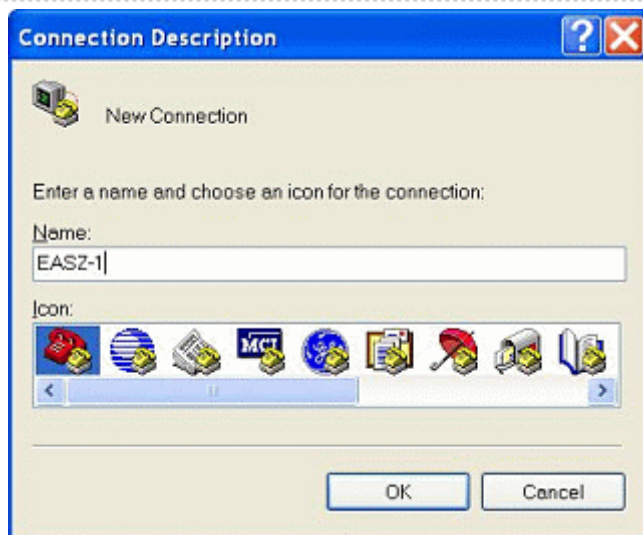 Connection Description
New Connection
Enter a name and choose an icon for the connection:
Name:
EASZ-1
Icon:
MCI
OK
Cancel